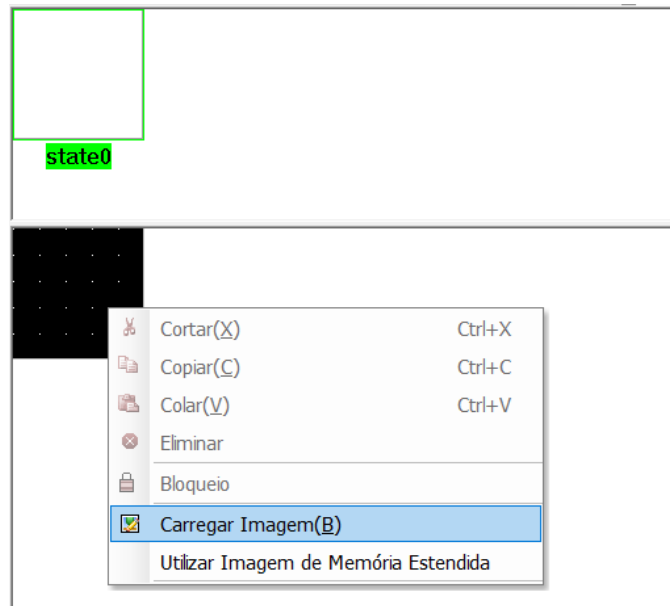 state0
Cortar(X) Ctrl+X
Copiar(C) Ctrl+C
Colar(V) Ctrl+V
Eliminar
Bloqueio
Carregar Imagem(B)
Utilizar Imagem de Memória Estendida